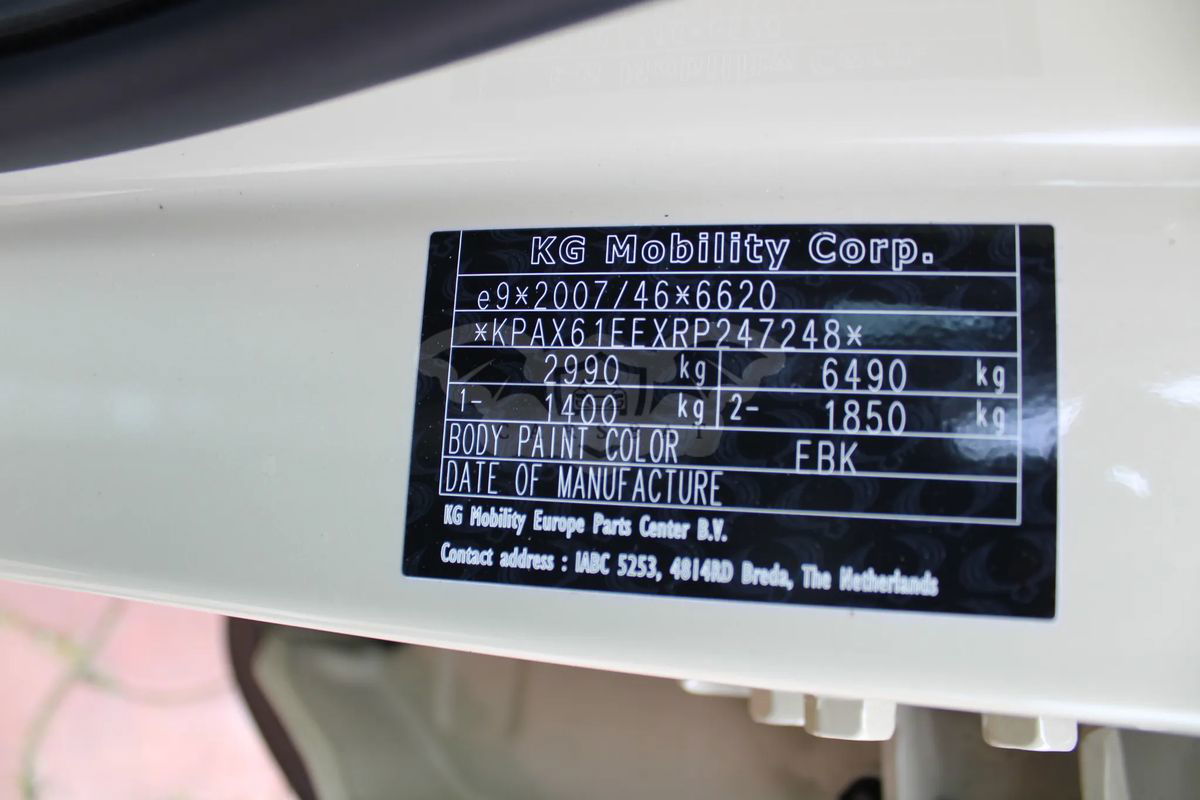 KG Mobility Corp.
e9*2007/46*6620
*KPAX61EEXRP247248*
2990 kg 6490 kg
1- 1400 kg 2- 1850 kg
BODY PAINT COLOR EBK
DATE OF MANUFACTURE
KG Mobility Europe Parts Center B.V.
Contact address : IABC 5253, 4814RD Breda, The Netherlands